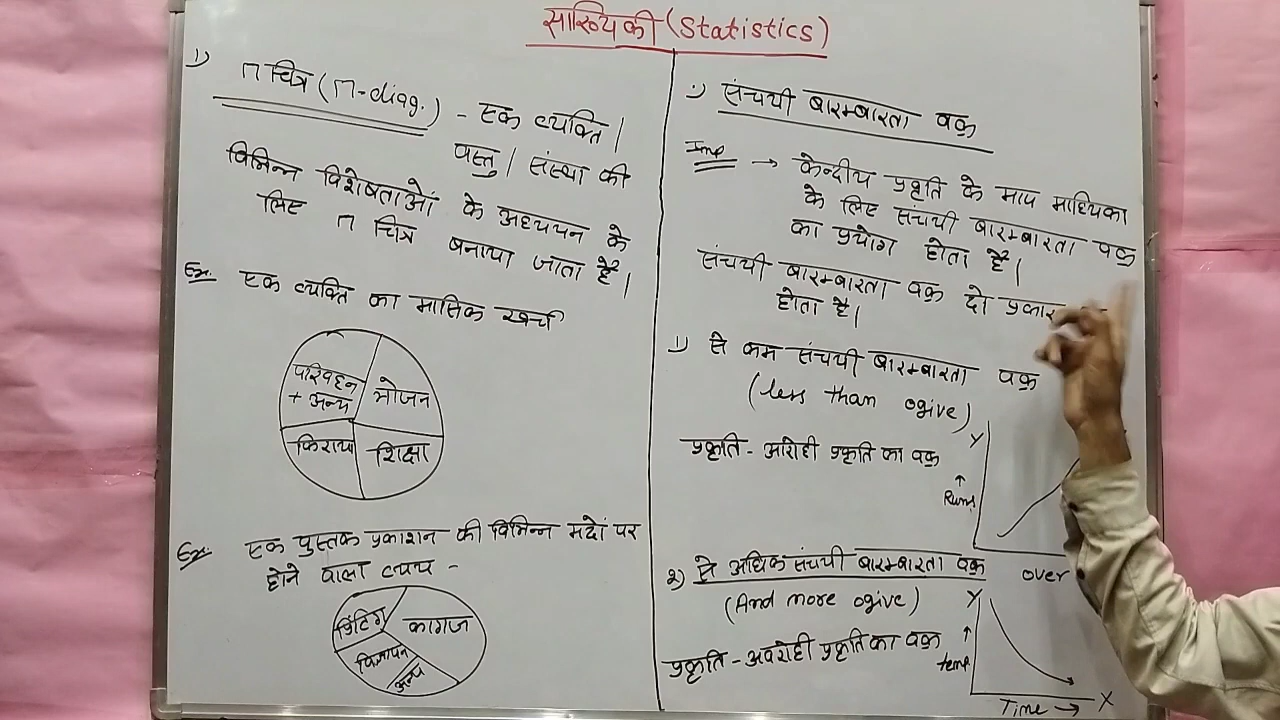 साख्यिकी (Statistics)
1) π चित्र (π-diag.) - एक व्यक्ति /
वस्तु / संस्था की
विभिन्न विशेषताओं के अध्ययन के
लिए π चित्र बनाया जाता है।
Ex. एक व्यक्ति का मासिक खर्च
परिवहन
+ अन्य
भोजन
किराया
शिक्षा
Ex. एक पुस्तक प्रकाशन की विभिन्न मदों पर
होने वाला व्यय -
प्रिंटिंग
कागज
विज्ञापन
अन्य
संचयी बारम्बारता वक्र
Imp → केन्द्रीय प्रवृति के माप माध्यिका
के लिए संचयी बारम्बारता वक्र
का प्रयोग होता है।
संचयी बारम्बारता वक्र दो प्रकार
होता है।
1) से कम संचयी बारम्बारता वक्र
(less than ogive)
प्रकृति - आरोही प्रकृति का वक्र
Y
↑
Runs
over
2) से अधिक संचयी बारम्बारता वक्र
(And more ogive)
प्रकृति - अवरोही प्रकृति का वक्र
Y
↑
temp
Time → X